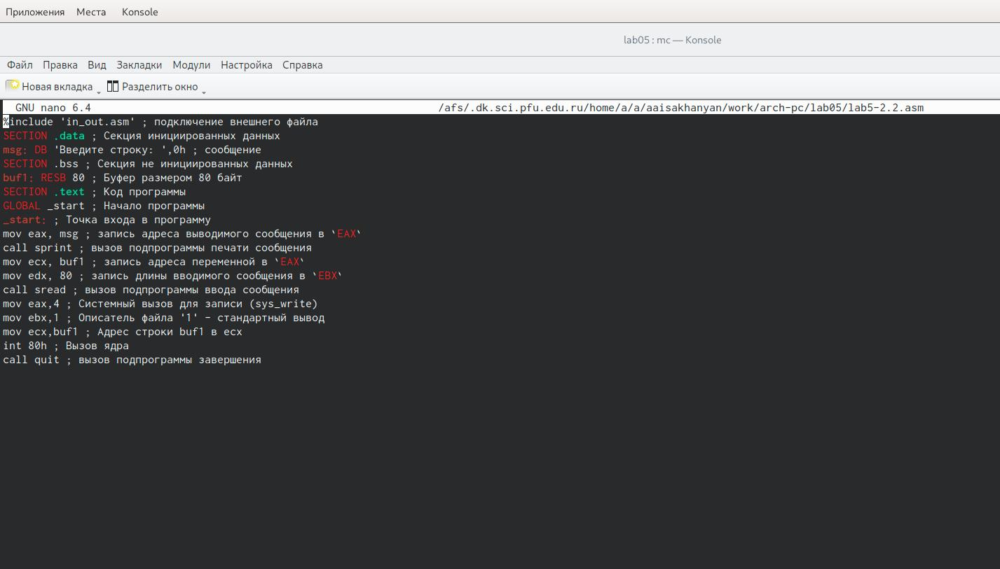 Приложения Места Konsole
lab05 : mc — Konsole
Файл Правка Вид Закладки Модули Настройка Справка
Новая вкладка Разделить окно
GNU nano 6.4 /afs/.dk.sci.pfu.edu.ru/home/a/a/aaisakhanyan/work/arch-pc/lab05/lab5-2.2.asm
%include 'in_out.asm' ; подключение внешнего файла
SECTION .data ; Секция инициированных данных
msg: DB 'Введите строку: ',0h ; сообщение
SECTION .bss ; Секция не инициированных данных
buf1: RESB 80 ; Буфер размером 80 байт
SECTION .text ; Код программы
GLOBAL _start ; Начало программы
_start: ; Точка входа в программу
mov eax, msg ; запись адреса выводимого сообщения в `EAX`
call sprint ; вызов подпрограммы печати сообщения
mov ecx, buf1 ; запись адреса переменной в `EAX`
mov edx, 80 ; запись длины вводимого сообщения в `EBX`
call sread ; вызов подпрограммы ввода сообщения
mov eax,4 ; Системный вызов для записи (sys_write)
mov ebx,1 ; Описатель файла '1' - стандартный вывод
mov ecx,buf1 ; Адрес строки buf1 в ecx
int 80h ; Вызов ядра
call quit ; вызов подпрограммы завершения